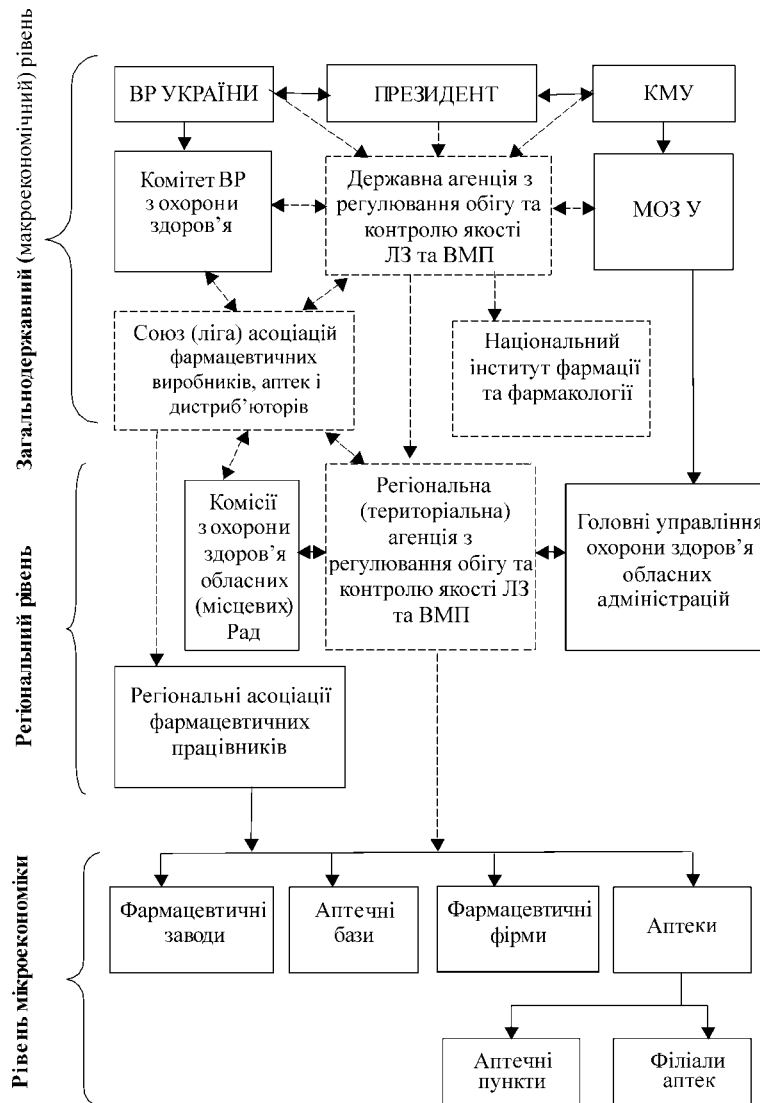 Загальнодержавний (макроекономічний) рівень
ВР УКРАЇНИ
ПРЕЗИДЕНТ
КМУ
Комітет ВР
з охорони
здоров’я
Державна агенція з
регулювання обігу та
контролю якості
ЛЗ та ВМП
МОЗ У
Союз (ліга) асоціацій
фармацевтичних
виробників, аптек і
дистриб’юторів
Національний
інститут фармації
та фармакології
Регіональний рівень
Комісії
з охорони
здоров’я
обласних
(місцевих)
Рад
Регіональна
(територіальна)
агенція з
регулювання обігу та
контролю якості ЛЗ
та ВМП
Головні управління
охорони здоров’я
обласних
адміністрацій
Регіональні асоціації
фармацевтичних
працівників
Рівень мікроекономіки
Фармацевтичні
заводи
Аптечні
бази
Фармацевтичні
фірми
Аптеки
Аптечні
пункти
Філіали
аптек